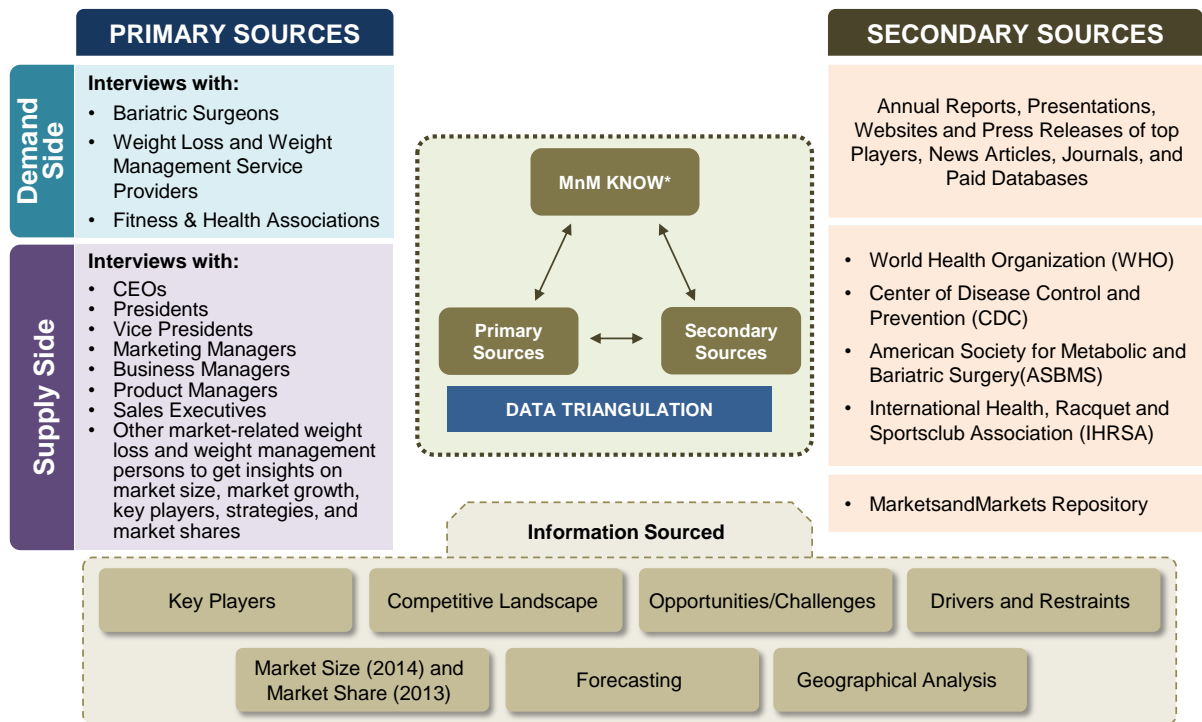 PRIMARY SOURCES
Demand
Side
Interviews with:
• Bariatric Surgeons
• Weight Loss and Weight
Management Service
Providers
• Fitness & Health Associations
Supply Side
Interviews with:
• CEOs
• Presidents
• Vice Presidents
• Marketing Managers
• Business Managers
• Product Managers
• Sales Executives
• Other market-related weight
loss and weight management
persons to get insights on
market size, market growth,
key players, strategies, and
market shares
MnM KNOW*
Primary
Sources
Secondary
Sources
DATA TRIANGULATION
SECONDARY SOURCES
Annual Reports, Presentations,
Websites and Press Releases of top
Players, News Articles, Journals, and
Paid Databases
• World Health Organization (WHO)
• Center of Disease Control and
Prevention (CDC)
• American Society for Metabolic and
Bariatric Surgery(ASBMS)
• International Health, Racquet and
Sportsclub Association (IHRSA)
• MarketsandMarkets Repository
Information Sourced
Key Players
Competitive Landscape
Opportunities/Challenges
Drivers and Restraints
Market Size (2014) and
Market Share (2013)
Forecasting
Geographical Analysis